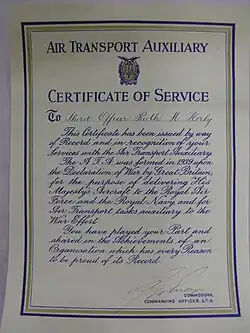 AIR TRANSPORT AUXILIARY
CERTIFICATE OF SERVICE
To Third Officer Ruth M.
This Certificate has been issued by way
of Record and in recognition of your
Services with the Air Transport Auxiliary.
The A.T.A. was formed in 1939 upon
the Declaration of War by Great Britain,
for the purpose of delivering His
Majesty's Aircraft to the Royal Air
Force and the Royal Navy and for
Air Transport tasks auxiliary to the
War Effort.
You have played your Part and
shared in the Achievements of an
Organisation which has every Reason
to be proud of its Record.
COMMODORE,
COMMANDING OFFICER, A.T.A.